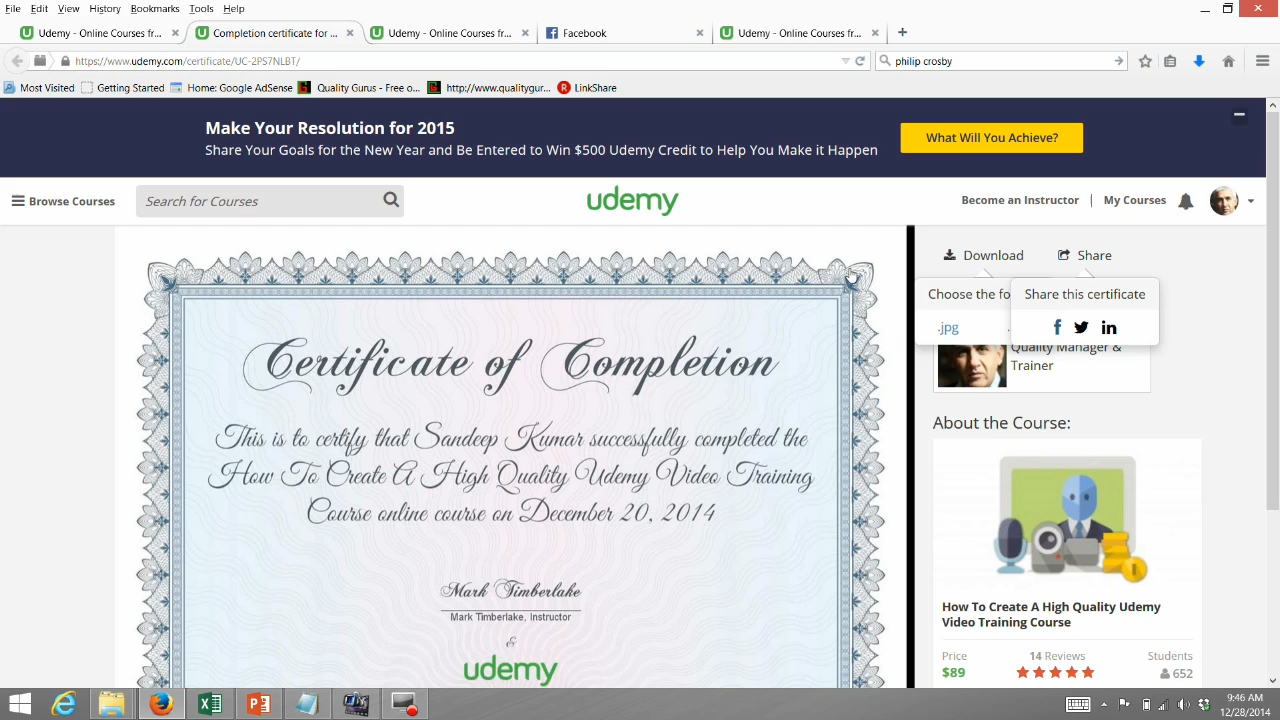 File Edit View History Bookmarks Tools Help
Udemy - Online Courses fr... × Completion certificate for ... × Udemy - Online Courses fr... × Facebook × Udemy - Online Courses fr... × +
https://www.udemy.com/certificate/UC-2PS7NLBT/ philip crosby
Most Visited Getting Started Home: Google AdSense Quality Gurus - Free o... http://www.qualitygur... LinkShare
Make Your Resolution for 2015
Share Your Goals for the New Year and Be Entered to Win $500 Udemy Credit to Help You Make it Happen
What Will You Achieve?
Browse Courses Search for Courses udemy Become an Instructor | My Courses
Download Share
Choose the fo Share this certificate
.jpg
Quality Manager &
Trainer
Certificate of Completion
This is to certify that Sandeep Kumar successfully completed the
How To Create A High Quality Udemy Video Training
Course online course on December 20, 2014
Mark Timberlake
Mark Timberlake, Instructor
&
udemy
About the Course:
How To Create A High Quality Udemy
Video Training Course
Price 14 Reviews Students
$89 652
9:46 AM
12/28/2014